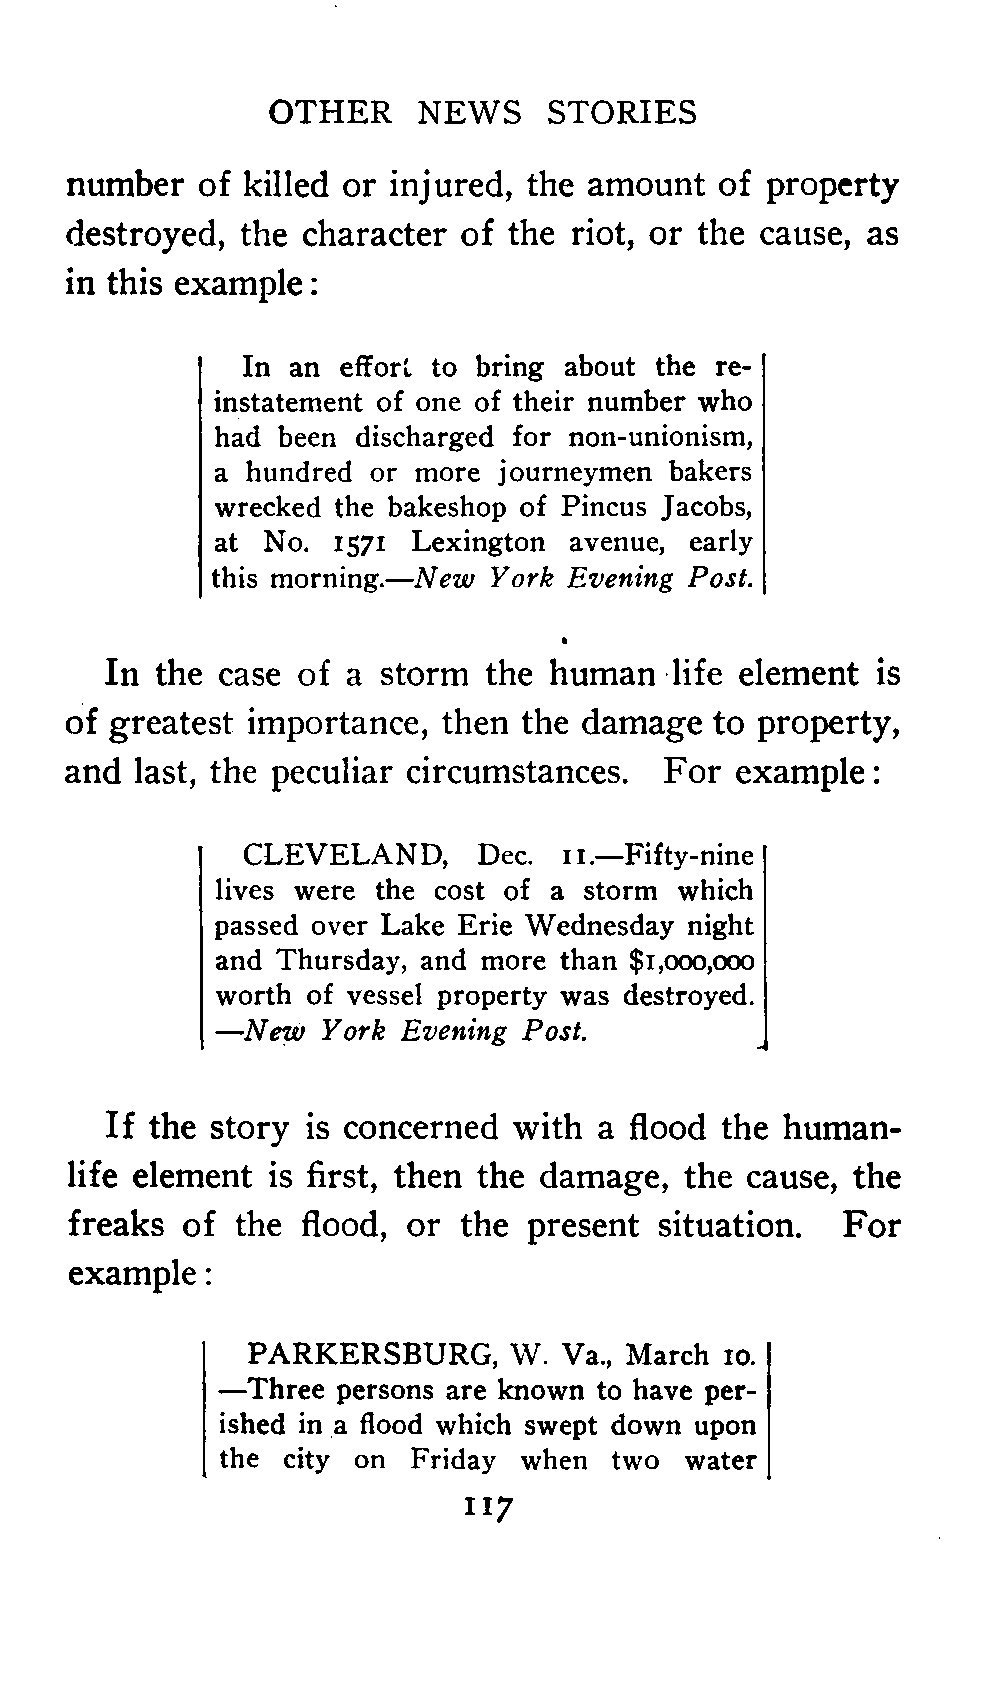 OTHER NEWS STORIES
number of killed or injured, the amount of property
destroyed, the character of the riot, or the cause, as
in this example:
In an effort to bring about the re-
instatement of one of their number who
had been discharged for non-unionism,
a hundred or more journeymen bakers
wrecked the bakeshop of Pincus Jacobs,
at No. 1571 Lexington avenue, early
this morning.—New York Evening Post.
In the case of a storm the human life element is
of greatest importance, then the damage to property,
and last, the peculiar circumstances. For example:
CLEVELAND, Dec. 11.—Fifty-nine
lives were the cost of a storm which
passed over Lake Erie Wednesday night
and Thursday, and more than $1,000,000
worth of vessel property was destroyed.
—New York Evening Post.
If the story is concerned with a flood the human-
life element is first, then the damage, the cause, the
freaks of the flood, or the present situation. For
example:
PARKERSBURG, W. Va., March 10.
—Three persons are known to have per-
ished in a flood which swept down upon
the city on Friday when two water
117